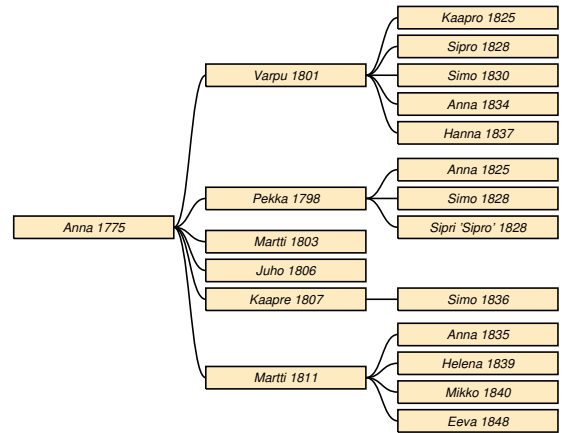 Kaapro 1825
Sipro 1828
Varpu 1801
Simo 1830
Anna 1834
Hanna 1837
Anna 1825
Pekka 1798
Simo 1828
Anna 1775
Sipri 'Sipro' 1828
Martti 1803
Juho 1806
Kaapre 1807
Simo 1836
Anna 1835
Helena 1839
Martti 1811
Mikko 1840
Eeva 1848